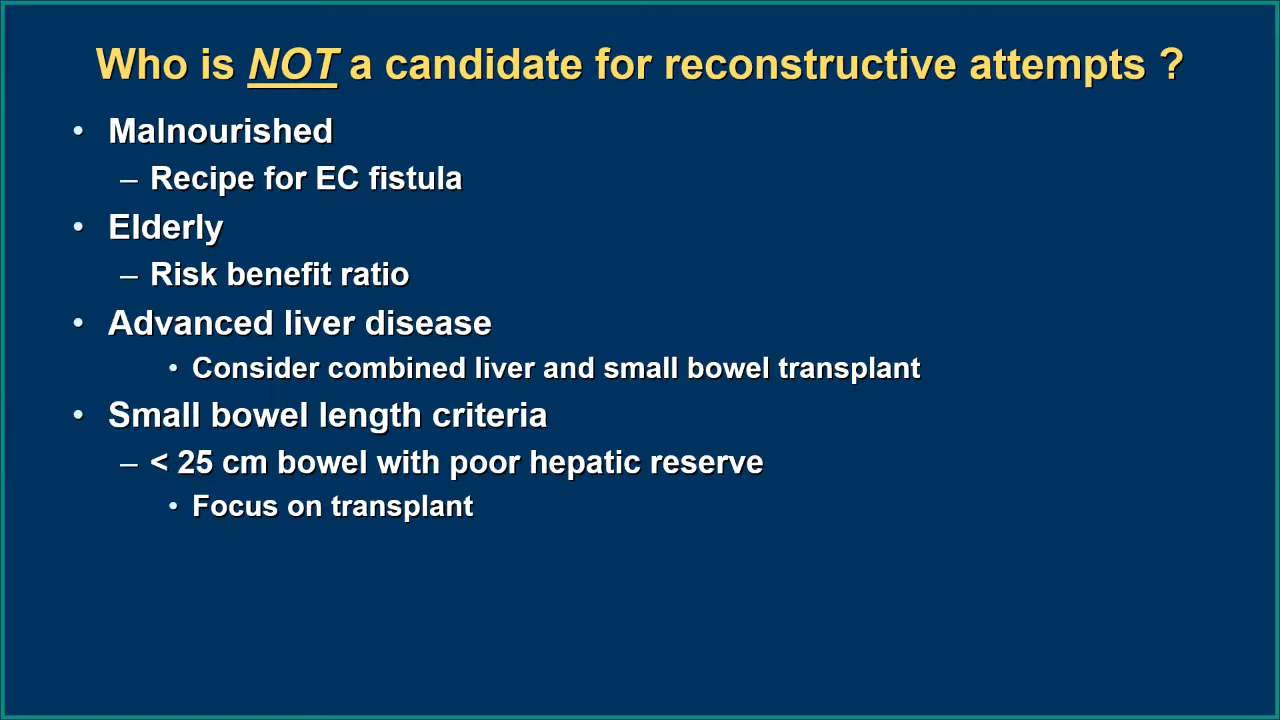 Who is NOT a candidate for reconstructive attempts ?
• Malnourished
– Recipe for EC fistula
• Elderly
– Risk benefit ratio
• Advanced liver disease
• Consider combined liver and small bowel transplant
• Small bowel length criteria
– < 25 cm bowel with poor hepatic reserve
• Focus on transplant